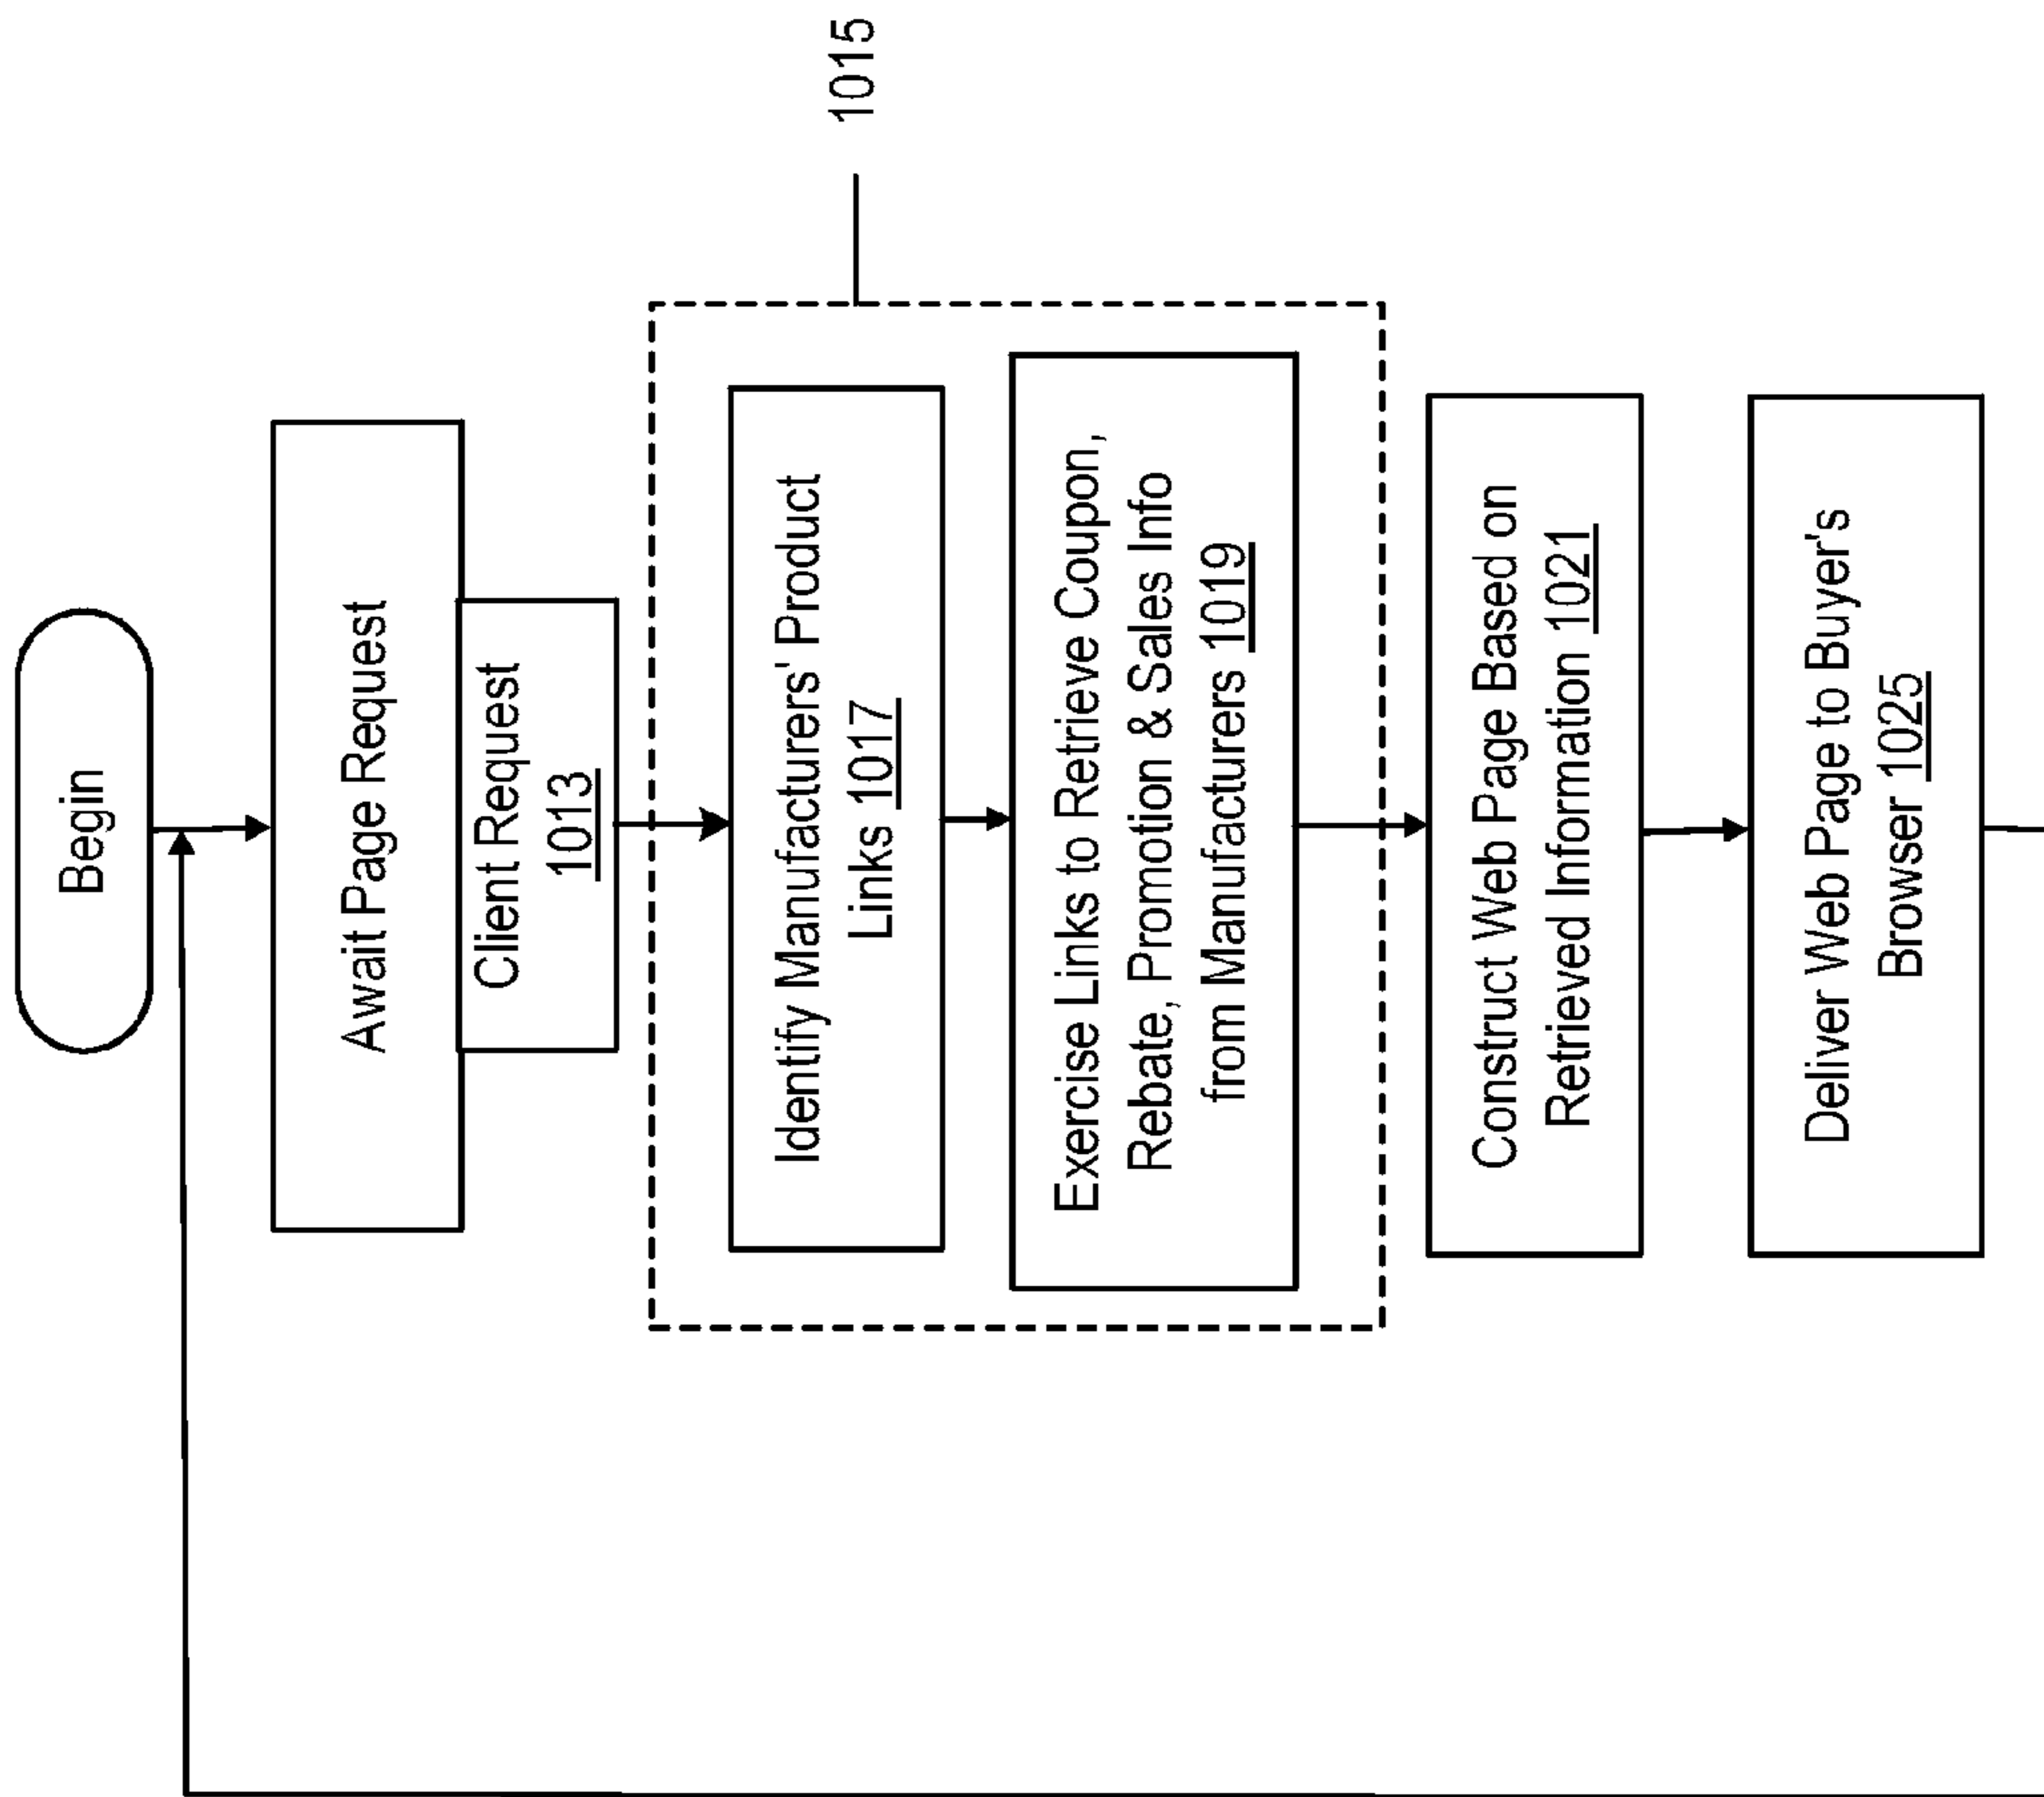 Begin
Await Page Request
Client Request
1013
1015
Identify Manufacturers' Product
Links 1017
Exercise Links to Retrieve Coupon,
Rebate, Promotion & Sales Info
from Manufacturers 1019
Construct Web Page Based on
Retrieved Information 1021
Deliver Web Page to Buyer's
Browser 1025